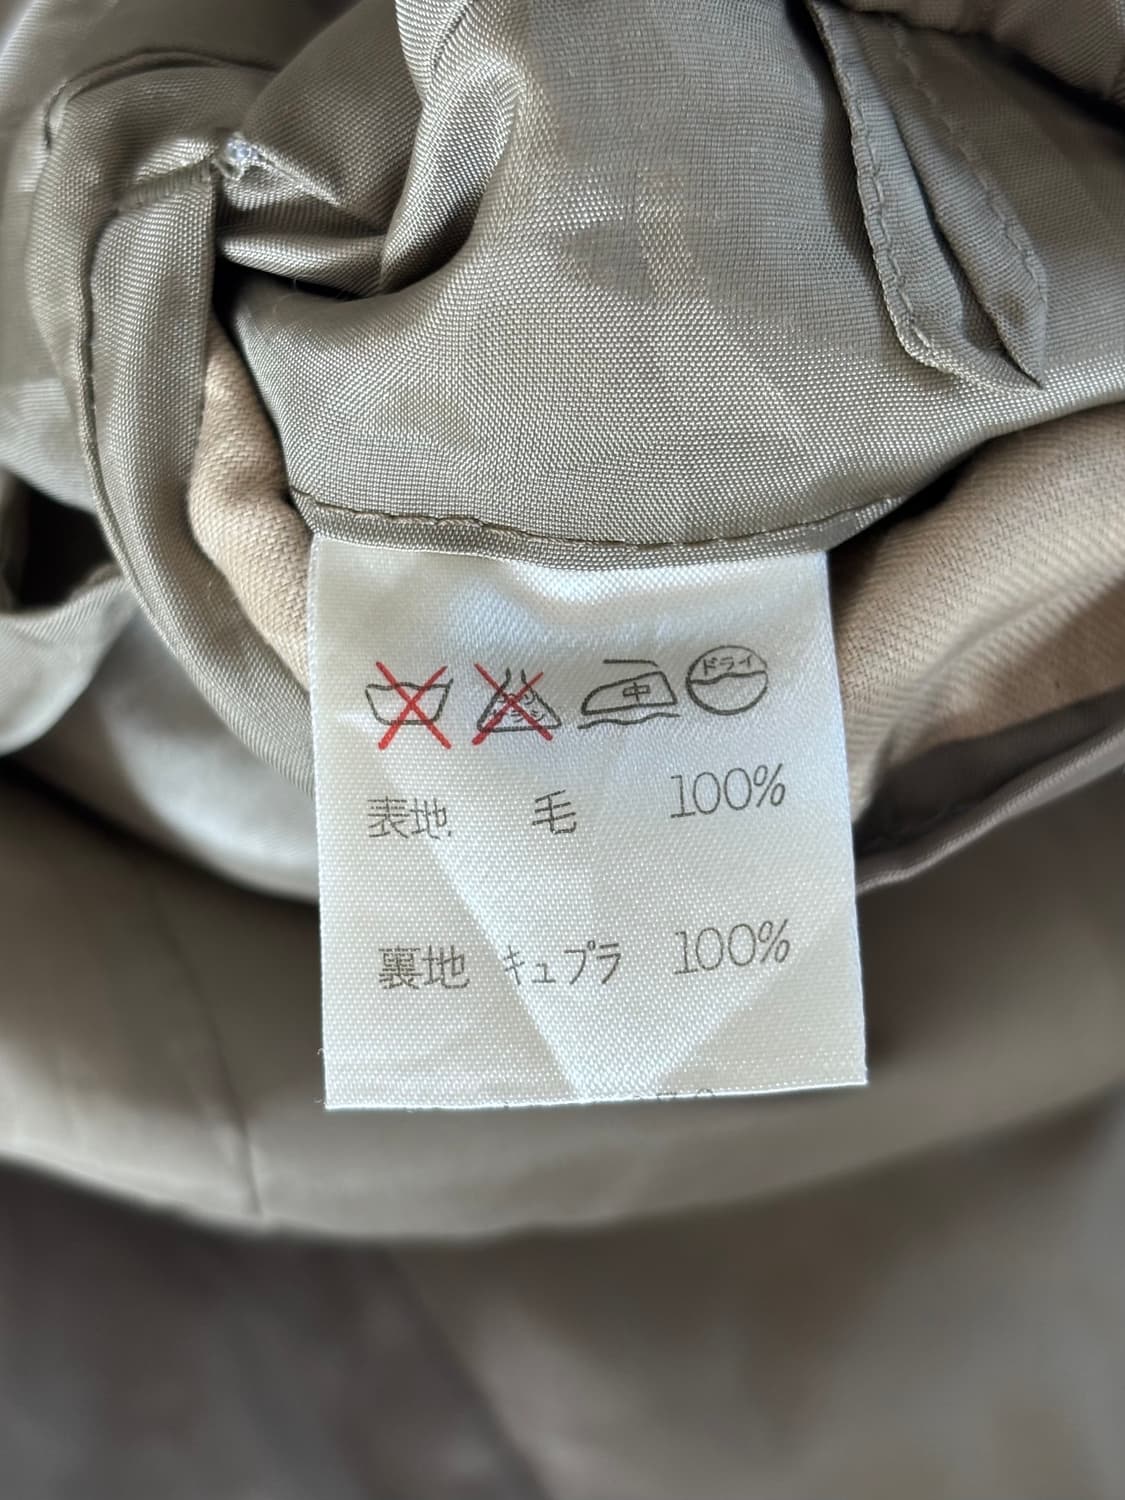 中 ドライ
表地 毛 100%
裏地 キュプラ 100%